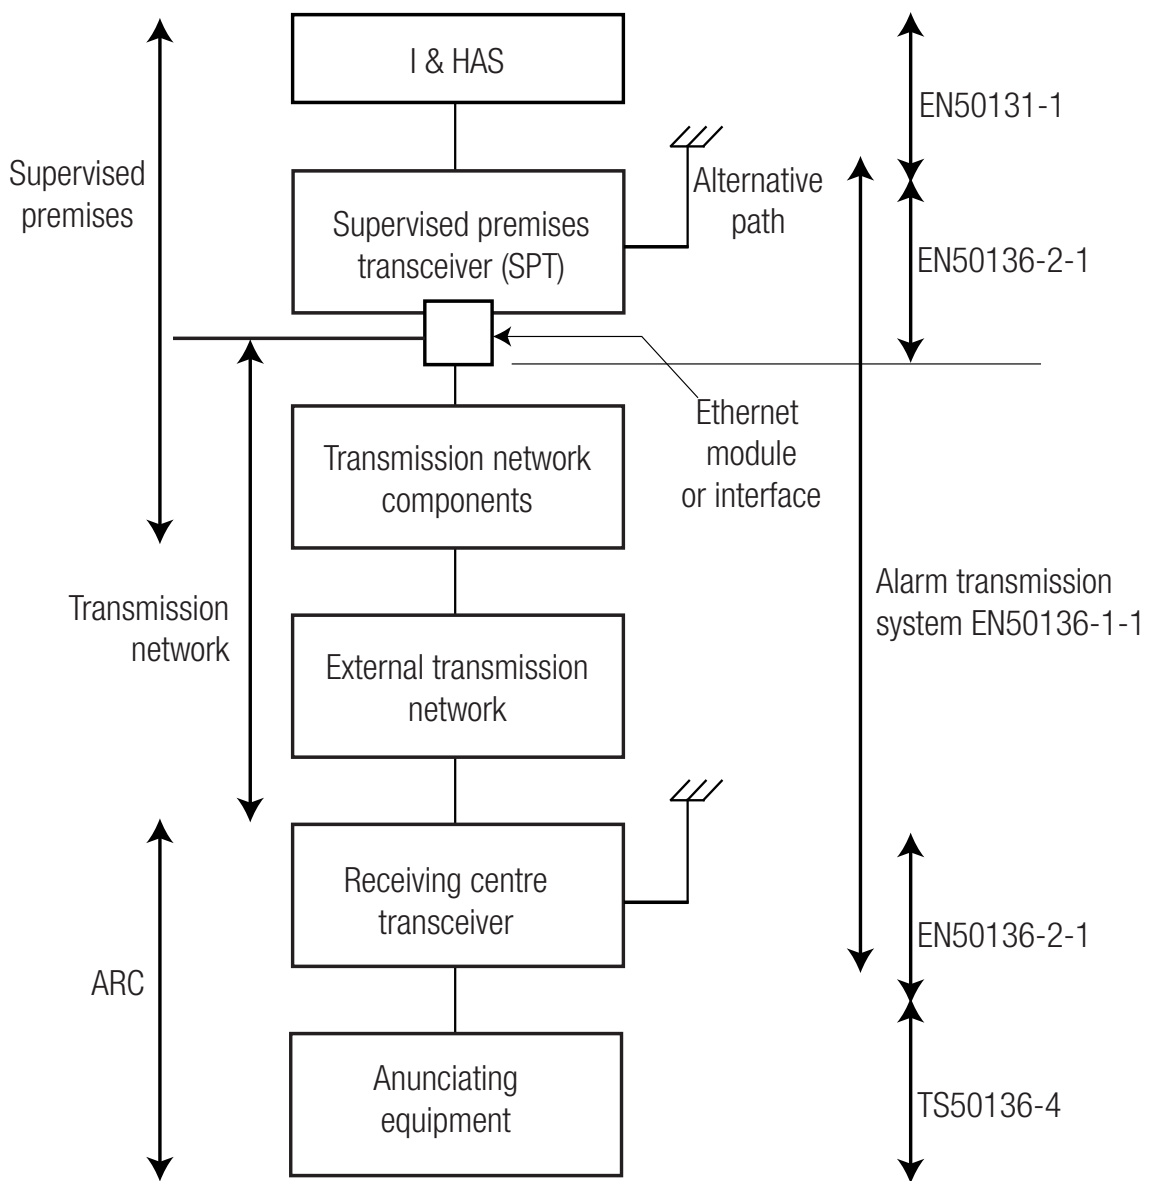 I & HAS
EN50131-1
Supervised
premises
Alternative
path
Supervised premises
transceiver (SPT)
EN50136-2-1
Ethernet
module
or interface
Transmission network
components
Alarm transmission
system EN50136-1-1
Transmission
network
External transmission
network
Receiving centre
transceiver
EN50136-2-1
ARC
Anunciating
equipment
TS50136-4